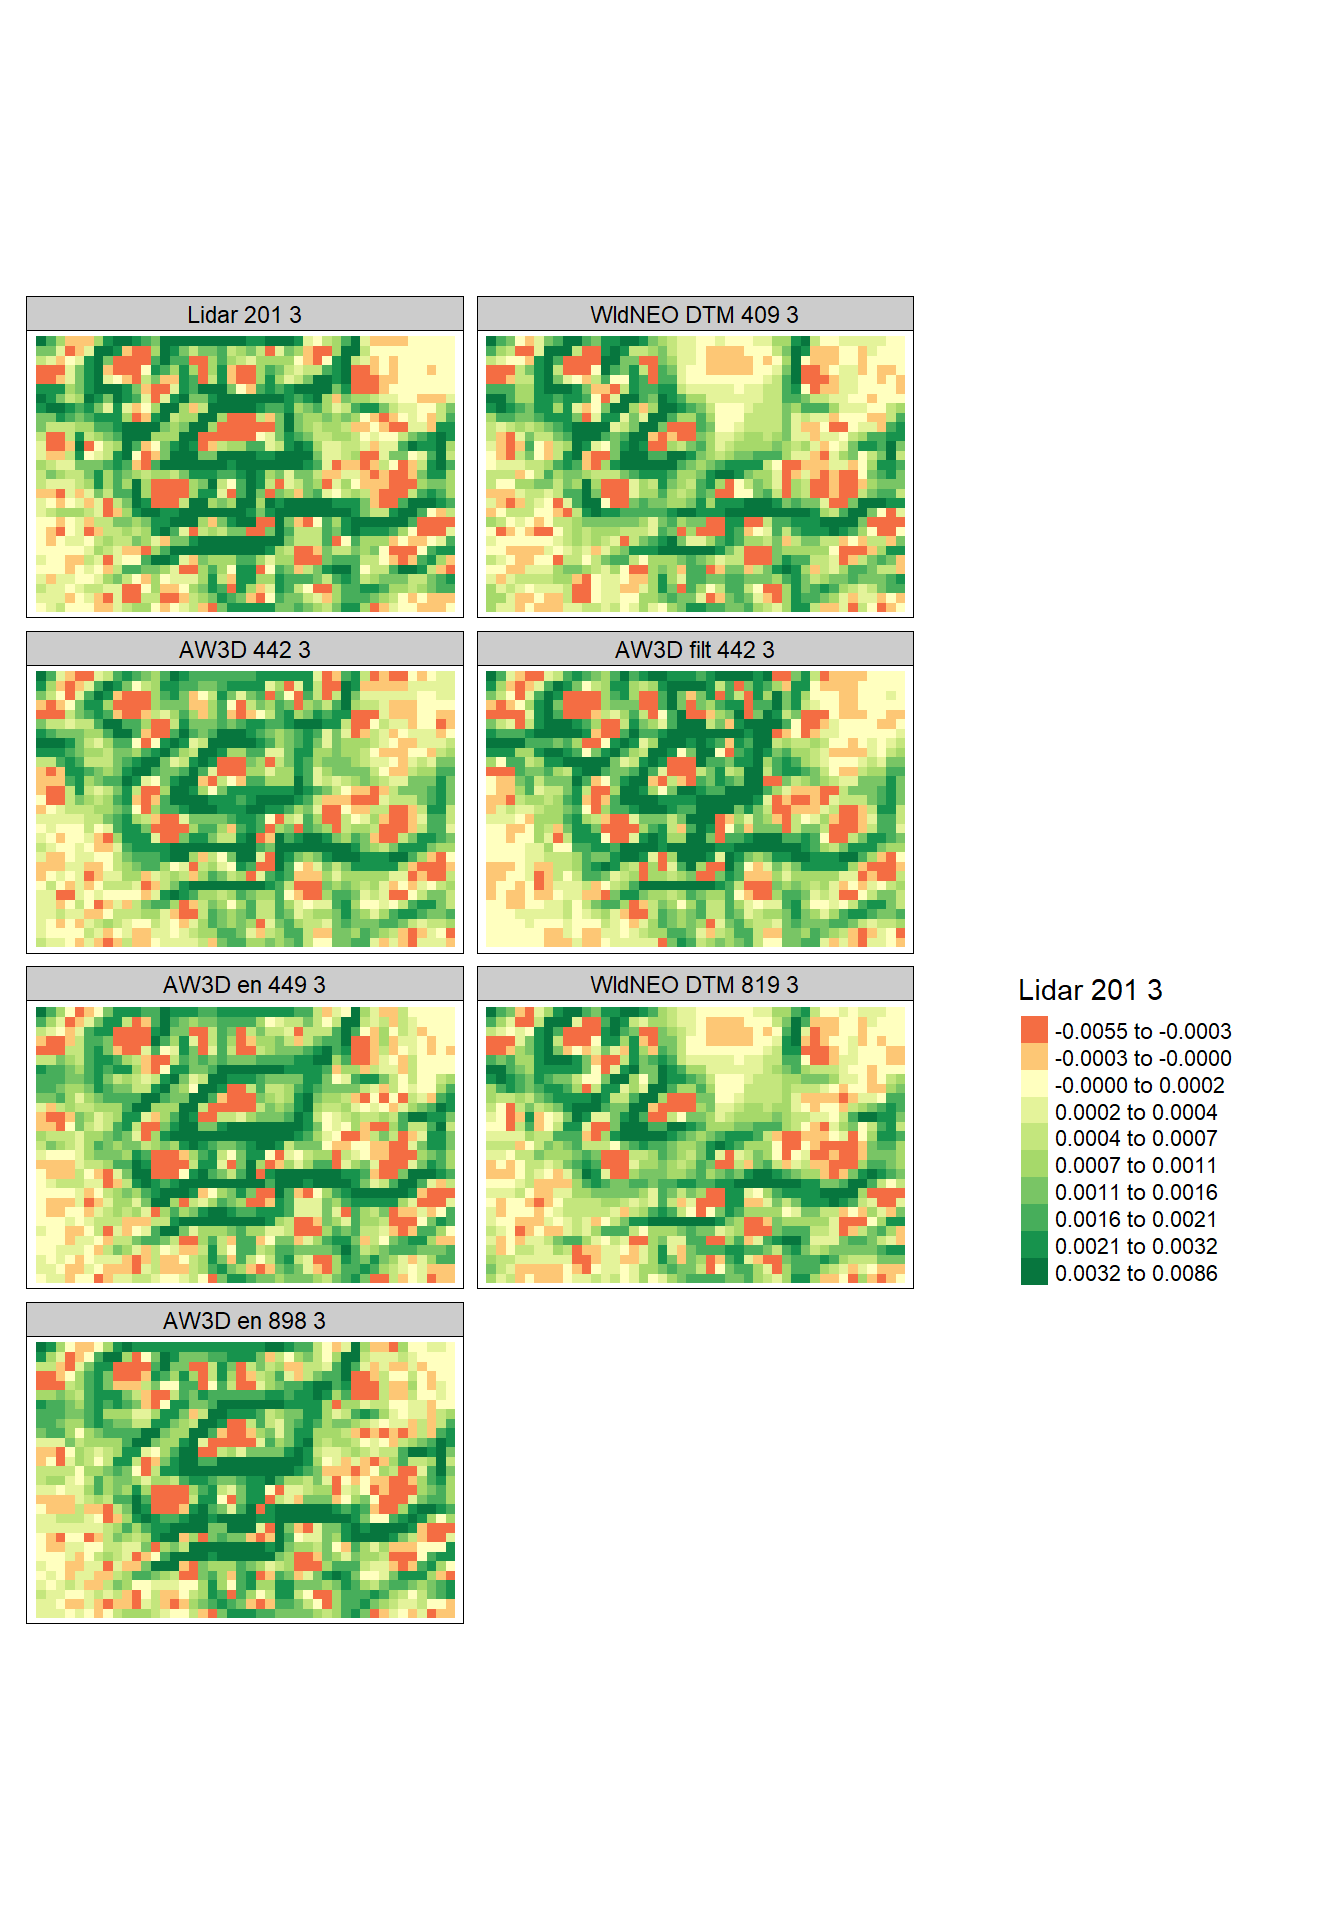 Lidar 201 3
WldNEO DTM 409 3
AW3D 442 3
AW3D filt 442 3
AW3D en 449 3
WldNEO DTM 819 3
AW3D en 898 3
Lidar 201 3
-0.0055 to -0.0003
-0.0003 to -0.0000
-0.0000 to 0.0002
0.0002 to 0.0004
0.0004 to 0.0007
0.0007 to 0.0011
0.0011 to 0.0016
0.0016 to 0.0021
0.0021 to 0.0032
0.0032 to 0.0086